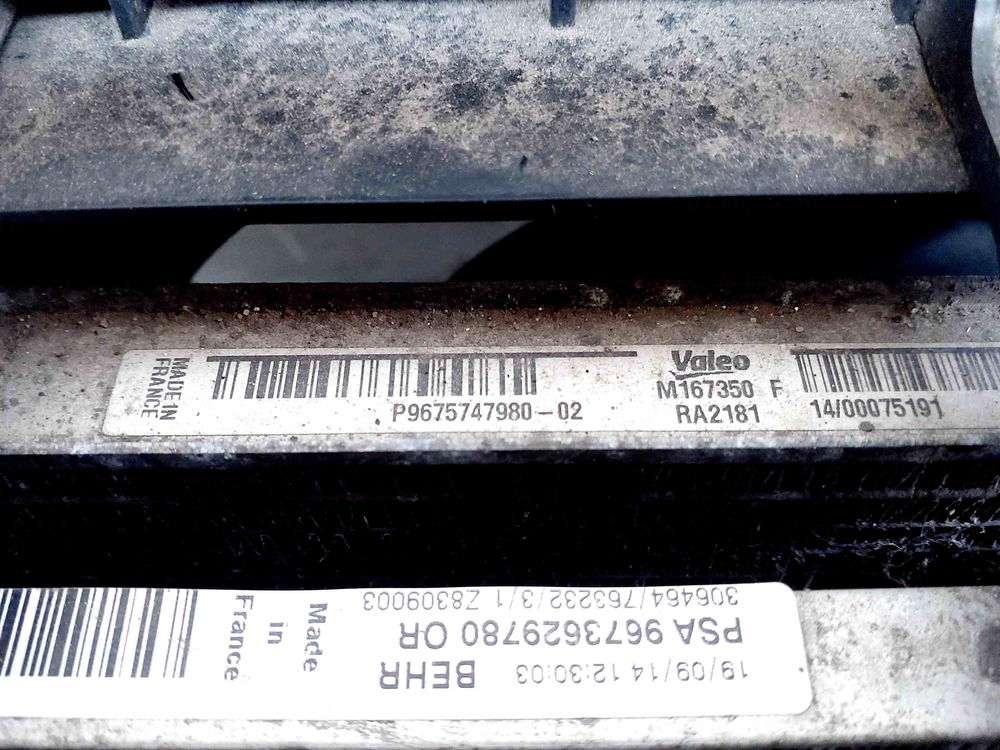 MADE IN
FRANCE
P9675747980-02
Valeo
M167350 F
RA2181
14/00075191
19/09/14 12:30:03 BEHR
PSA 9673629780 OR
306464/763232/3/1 Z8309003
Made
in
France